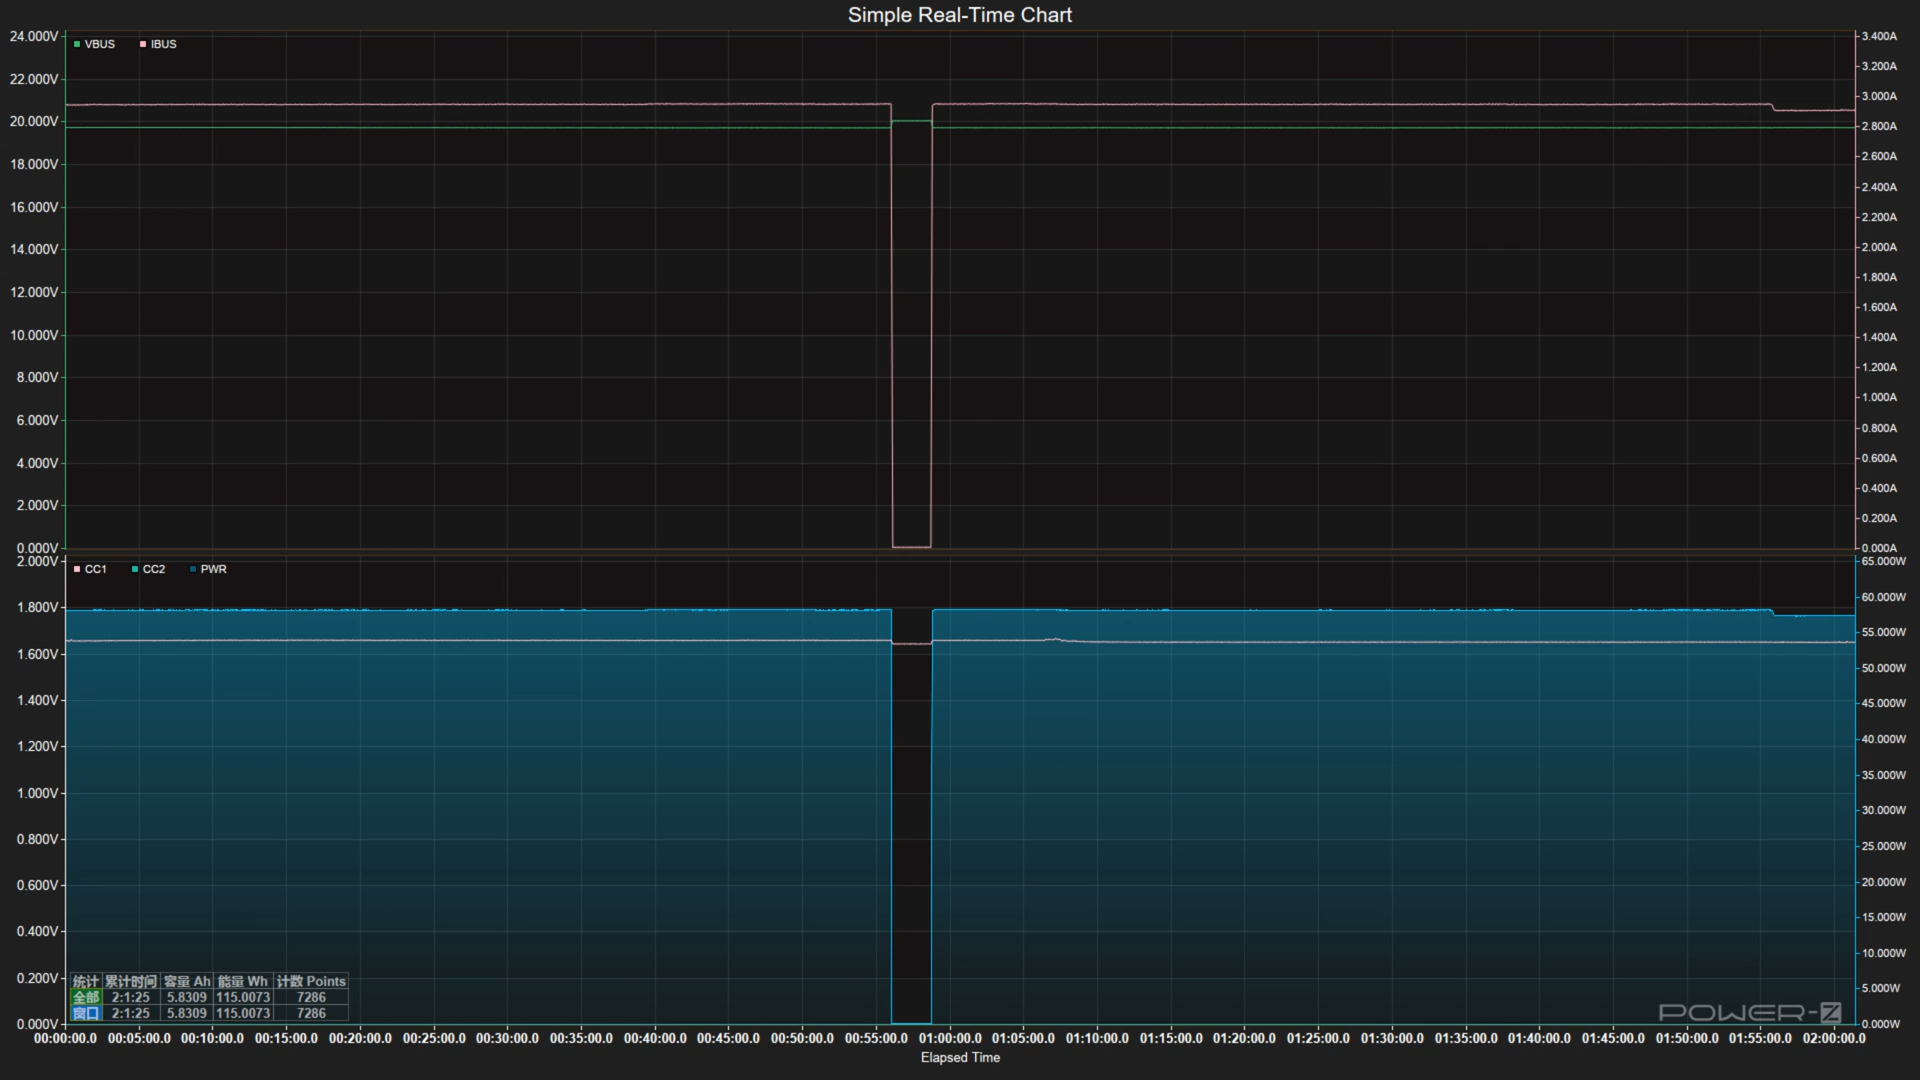 Simple Real-Time Chart
24.000V
22.000V
20.000V
18.000V
16.000V
14.000V
12.000V
10.000V
8.000V
6.000V
4.000V
2.000V
0.000V
VBUS IBUS
3.400A
3.200A
3.000A
2.800A
2.600A
2.400A
2.200A
2.000A
1.800A
1.600A
1.400A
1.200A
1.000A
0.800A
0.600A
0.400A
0.200A
0.000A
2.000V
1.800V
1.600V
1.400V
1.200V
1.000V
0.800V
0.600V
0.400V
0.200V
0.000V
CC1 CC2 PWR
65.000W
60.000W
55.000W
50.000W
45.000W
40.000W
35.000W
30.000W
25.000W
20.000W
15.000W
10.000W
5.000W
0.000W
统计 累计时间 容量 Ah 能量 Wh 计数 Points
全部 2:1:25 5.8309 115.0073 7286
窗口 2:1:25 5.8309 115.0073 7286
POWER-Z
00:00:00.0 00:05:00.0 00:10:00.0 00:15:00.0 00:20:00.0 00:25:00.0 00:30:00.0 00:35:00.0 00:40:00.0 00:45:00.0 00:50:00.0 00:55:00.0 01:00:00.0 01:05:00.0 01:10:00.0 01:15:00.0 01:20:00.0 01:25:00.0 01:30:00.0 01:35:00.0 01:40:00.0 01:45:00.0 01:50:00.0 01:55:00.0 02:00:00.0
Elapsed Time